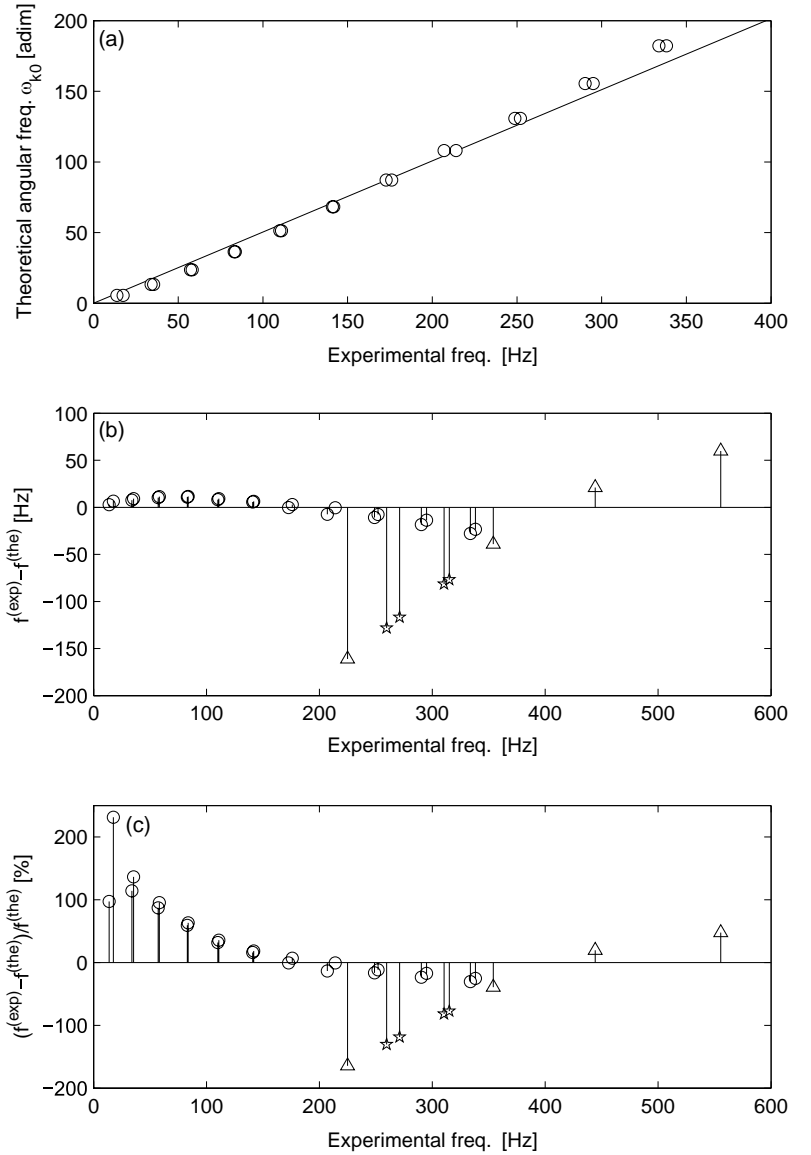 (a)
Theoretical angular freq. ω_{k0} [adim]
200
150
100
50
0
0 50 100 150 200 250 300 350 400
Experimental freq. [Hz]
(b)
f^{(exp)}−f^{(the)} [Hz]
100
50
0
−50
−100
−150
−200
0 100 200 300 400 500 600
Experimental freq. [Hz]
(c)
(f^{(exp)}−f^{(the)})/f^{(the)} [%]
200
100
0
−100
−200
0 100 200 300 400 500 600
Experimental freq. [Hz]